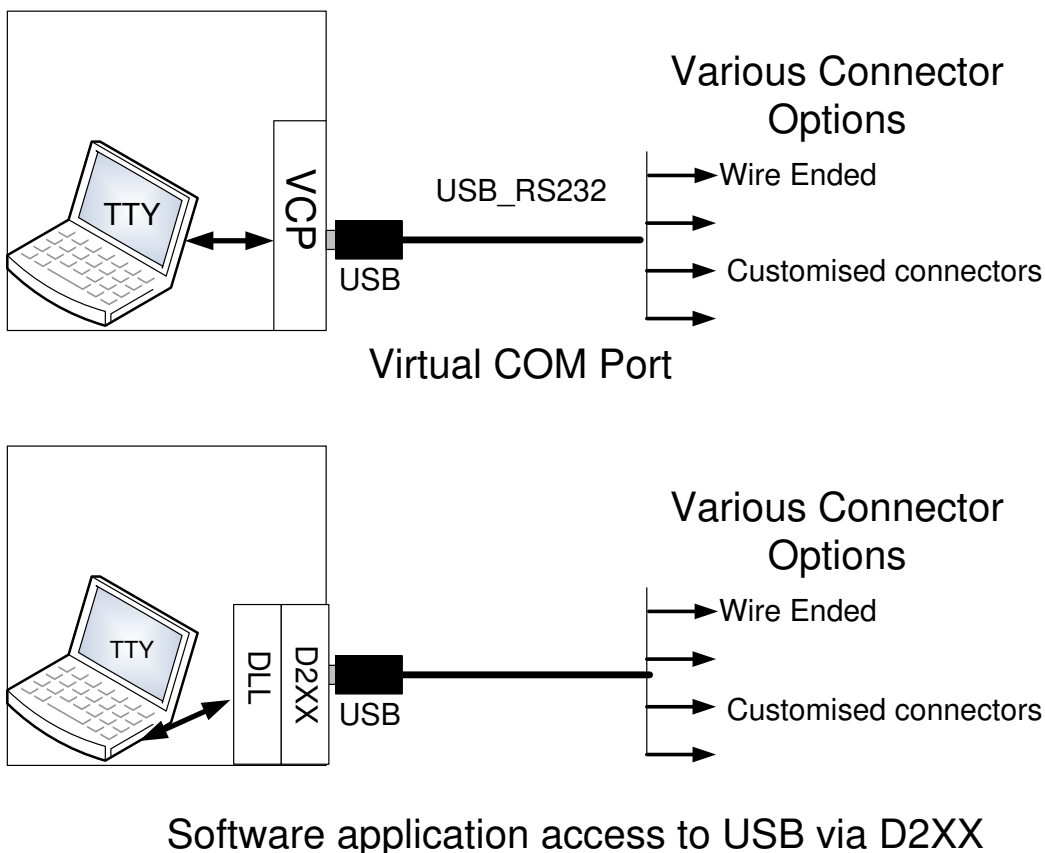 Various Connector
Options
TTY
VCP
USB_RS232
Wire Ended
USB
Customised connectors
Virtual COM Port
Various Connector
Options
TTY
DLL
D2XX
Wire Ended
USB
Customised connectors
Software application access to USB via D2XX